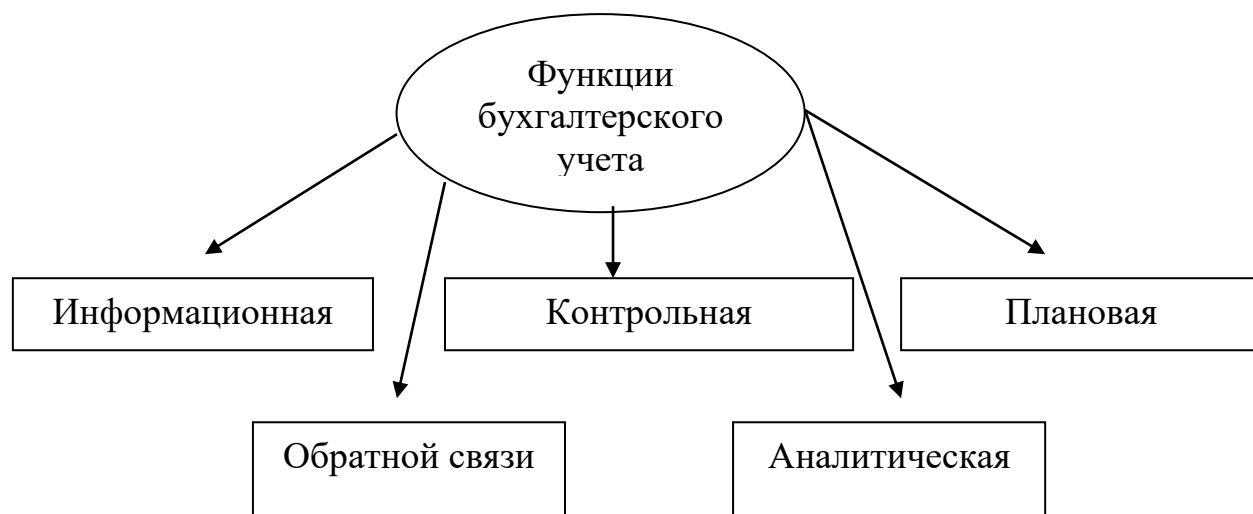 Функции
бухгалтерского
учета
Информационная
Контрольная
Плановая
Обратной связи
Аналитическая